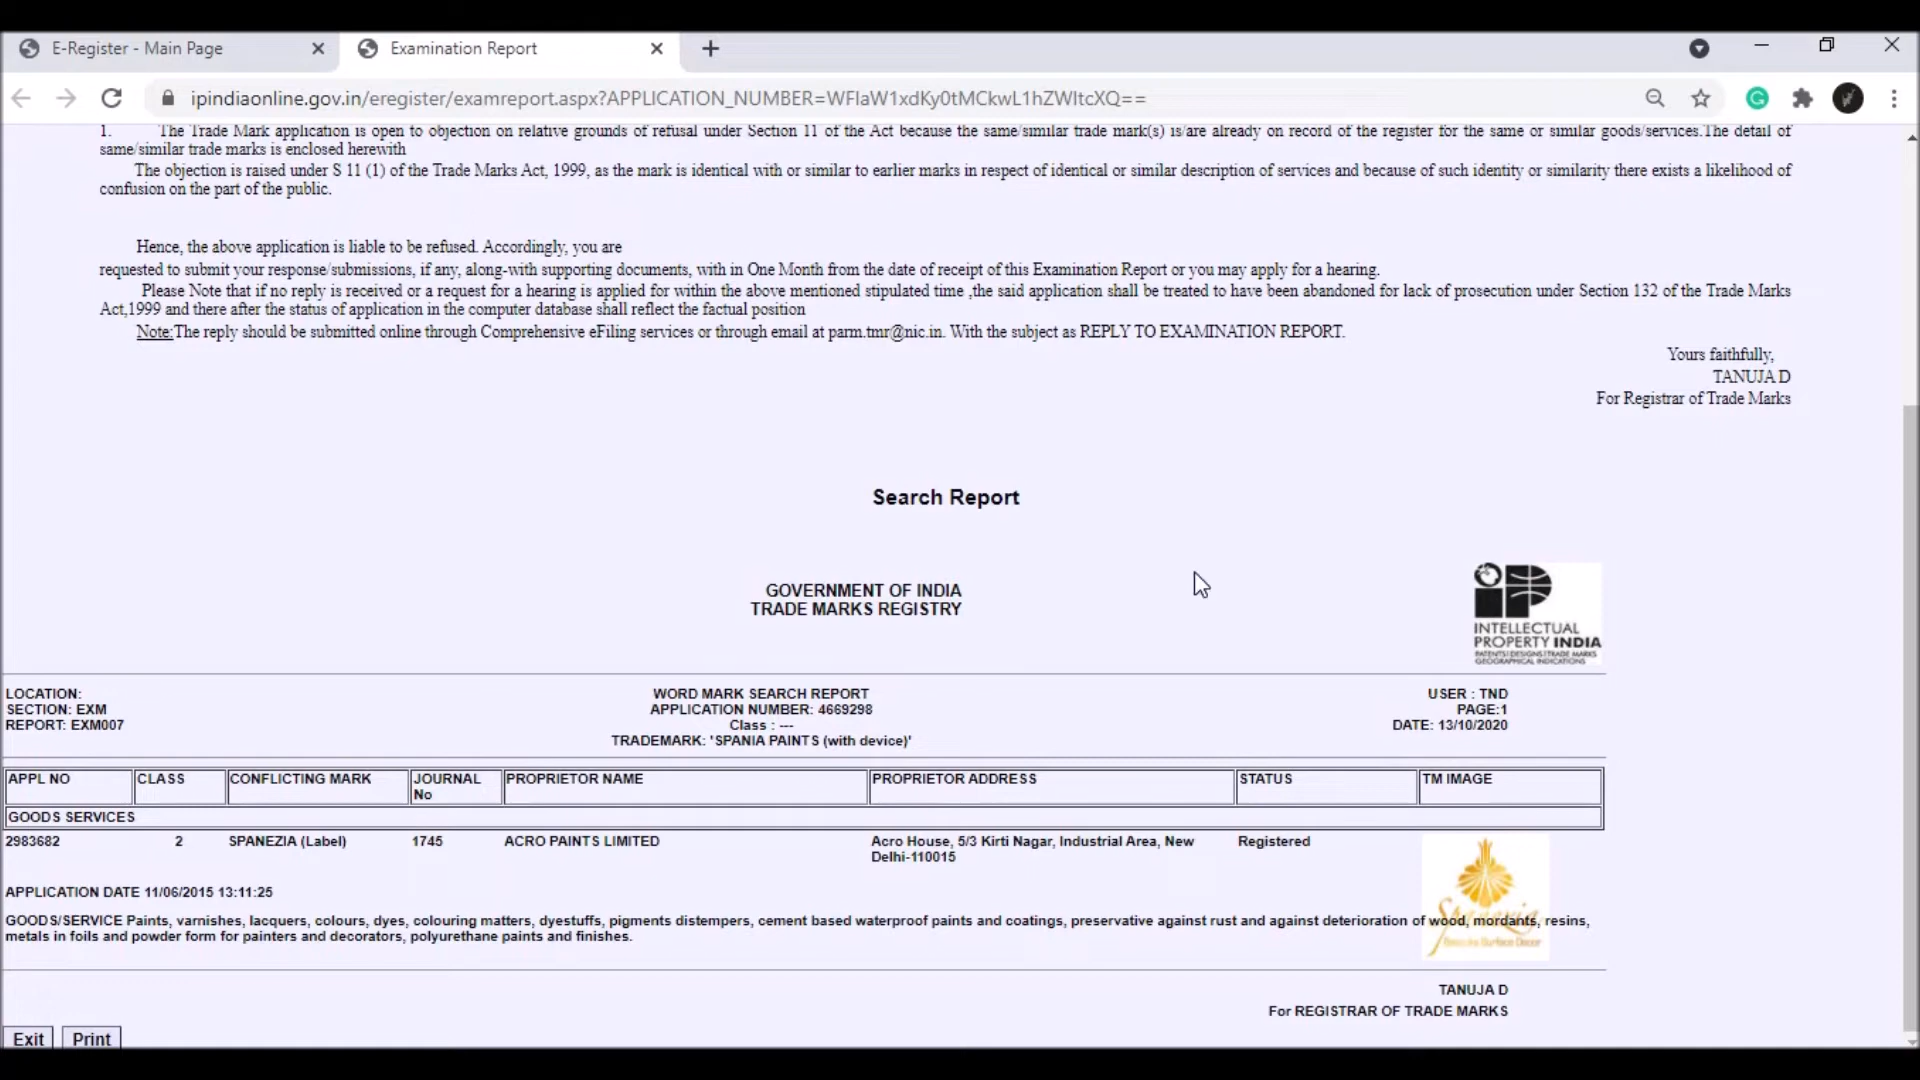 E-Register - Main Page
Examination Report
ipindiaonline.gov.in/eregister/examreport.aspx?APPLICATION_NUMBER=WFlaW1xdKy0tMCkwL1hZWltcXQ==
1. The Trade Mark application is open to objection on relative grounds of refusal under Section 11 of the Act because the same/similar trade mark(s) is/are already on record of the register for the same or similar goods/services.The detail of
same/similar trade marks is enclosed herewith
The objection is raised under S 11 (1) of the Trade Marks Act, 1999, as the mark is identical with or similar to earlier marks in respect of identical or similar description of services and because of such identity or similarity there exists a likelihood of
confusion on the part of the public.
Hence, the above application is liable to be refused. Accordingly, you are
requested to submit your response/submissions, if any, along-with supporting documents, with in One Month from the date of receipt of this Examination Report or you may apply for a hearing.
Please Note that if no reply is received or a request for a hearing is applied for within the above mentioned stipulated time ,the said application shall be treated to have been abandoned for lack of prosecution under Section 132 of the Trade Marks
Act,1999 and there after the status of application in the computer database shall reflect the factual position
Note:The reply should be submitted online through Comprehensive eFiling services or through email at parm.tmr@nic.in. With the subject as REPLY TO EXAMINATION REPORT.
Yours faithfully,
TANUJA D
For Registrar of Trade Marks
Search Report
GOVERNMENT OF INDIA
TRADE MARKS REGISTRY
iP
INTELLECTUAL
PROPERTY INDIA
PATENTS | DESIGNS | TRADE MARKS
GEOGRAPHICAL INDICATIONS
LOCATION:
SECTION: EXM
REPORT: EXM007
WORD MARK SEARCH REPORT
APPLICATION NUMBER: 4669298
Class : ---
TRADEMARK: 'SPANIA PAINTS (with device)'
USER : TND
PAGE:1
DATE: 13/10/2020
APPL NO CLASS CONFLICTING MARK JOURNAL No PROPRIETOR NAME PROPRIETOR ADDRESS STATUS TM IMAGE
GOODS SERVICES
2983682 2 SPANEZIA (Label) 1745 ACRO PAINTS LIMITED Acro House, 5/3 Kirti Nagar, Industrial Area, New Registered
Delhi-110015
APPLICATION DATE 11/06/2015 13:11:25
GOODS/SERVICE Paints, varnishes, lacquers, colours, dyes, colouring matters, dyestuffs, pigments distempers, cement based waterproof paints and coatings, preservative against rust and against deterioration of wood, mordants, resins,
metals in foils and powder form for painters and decorators, polyurethane paints and finishes.
Spanezia
Surface Decor
TANUJA D
For REGISTRAR OF TRADE MARKS
Exit Print